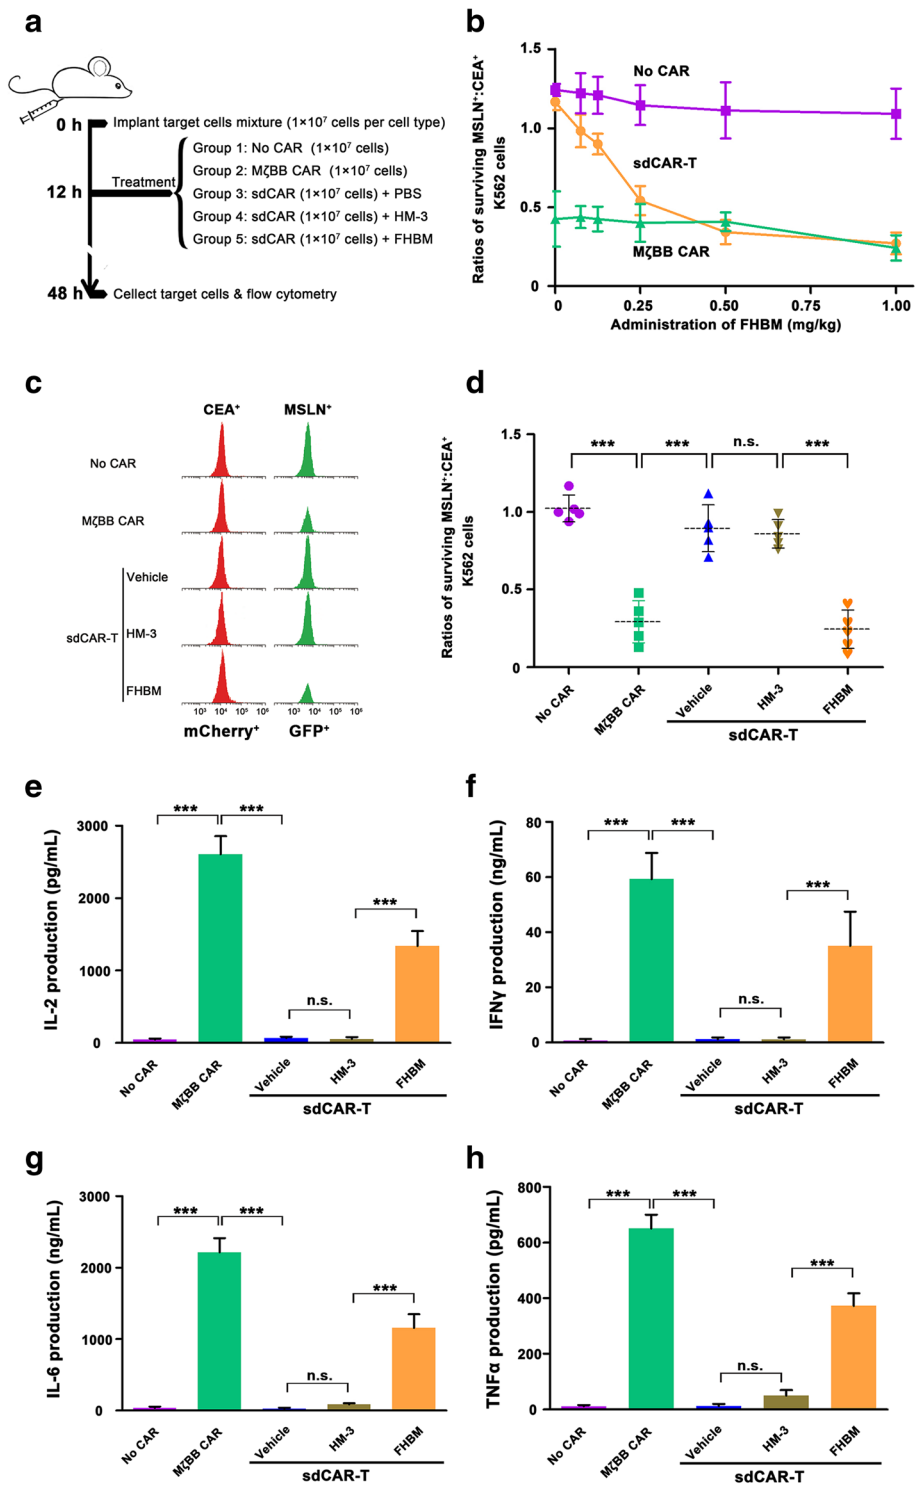 a
0 h
Implant target cells mixture (1×10⁷ cells per cell type)
12 h
Treatment
Group 1: No CAR (1×10⁷ cells)
Group 2: MζBB CAR (1×10⁷ cells)
Group 3: sdCAR (1×10⁷ cells) + PBS
Group 4: sdCAR (1×10⁷ cells) + HM-3
Group 5: sdCAR (1×10⁷ cells) + FHBM
48 h
Cellect target cells & flow cytometry
b
Ratios of surviving MSLN⁺:CEA⁺
K562 cells
1.5
1.0
0.5
0
No CAR
sdCAR-T
MζBB CAR
0 0.25 0.50 0.75 1.00
Administration of FHBM (mg/kg)
c
CEA⁺ MSLN⁺
No CAR
MζBB CAR
Vehicle
sdCAR-T HM-3
FHBM
10³ 10⁴ 10⁵ 10⁶ 10³ 10⁴ 10⁵ 10⁶
mCherry⁺ GFP⁺
d
Ratios of surviving MSLN⁺:CEA⁺
K562 cells
1.5
1.0
0.5
0
*** *** n.s. ***
No CAR MζBB CAR Vehicle HM-3 FHBM
sdCAR-T
e
IL-2 production (pg/mL)
3000
2000
1000
0
*** ***
***
n.s.
No CAR MζBB CAR Vehicle HM-3 FHBM
sdCAR-T
f
IFNγ production (ng/mL)
80
60
40
20
0
*** ***
***
n.s.
No CAR MζBB CAR Vehicle HM-3 FHBM
sdCAR-T
g
IL-6 production (ng/mL)
3000
2000
1000
0
*** ***
***
n.s.
No CAR MζBB CAR Vehicle HM-3 FHBM
sdCAR-T
h
TNFα production (pg/mL)
800
600
400
200
0
*** ***
***
n.s.
No CAR MζBB CAR Vehicle HM-3 FHBM
sdCAR-T